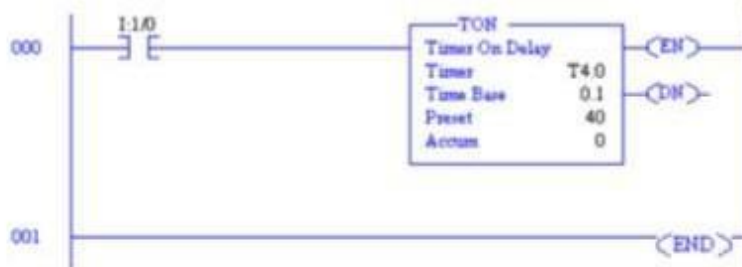 I:1/0
000
TON
Timer On Delay
Timer T4:0
Time Base 0.1
Preset 40
Accum 0
EN
DN
001
END